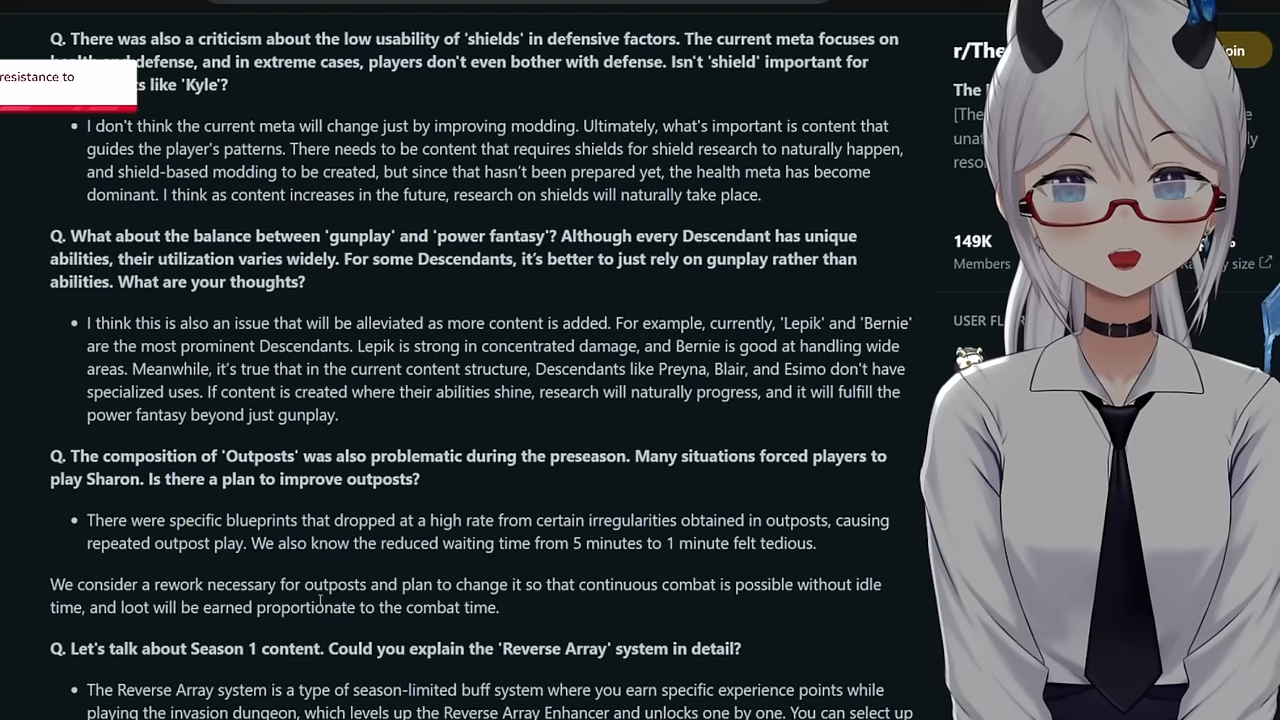 Q. There was also a criticism about the low usability of 'shields' in defensive factors. The current meta focuses on
defense, and in extreme cases, players don't even bother with defense. Isn't 'shield' important for
resistance to
like 'Kyle'?
I don't think the current meta will change just by improving modding. Ultimately, what's important is content that
guides the player's patterns. There needs to be content that requires shields for shield research to naturally happen,
and shield-based modding to be created, but since that hasn't been prepared yet, the health meta has become
dominant. I think as content increases in the future, research on shields will naturally take place.
Q. What about the balance between 'gunplay' and 'power fantasy'? Although every Descendant has unique
abilities, their utilization varies widely. For some Descendants, it's better to just rely on gunplay rather than
abilities. What are your thoughts?
I think this is also an issue that will be alleviated as more content is added. For example, currently, 'Lepik' and 'Bernie'
are the most prominent Descendants. Lepik is strong in concentrated damage, and Bernie is good at handling wide
areas. Meanwhile, it's true that in the current content structure, Descendants like Preyna, Blair, and Esimo don't have
specialized uses. If content is created where their abilities shine, research will naturally progress, and it will fulfill the
power fantasy beyond just gunplay.
Q. The composition of 'Outposts' was also problematic during the preseason. Many situations forced players to
play Sharon. Is there a plan to improve outposts?
There were specific blueprints that dropped at a high rate from certain irregularities obtained in outposts, causing
repeated outpost play. We also know the reduced waiting time from 5 minutes to 1 minute felt tedious.
We consider a rework necessary for outposts and plan to change it so that continuous combat is possible without idle
time, and loot will be earned proportionate to the combat time.
Q. Let's talk about Season 1 content. Could you explain the 'Reverse Array' system in detail?
The Reverse Array system is a type of season-limited buff system where you earn specific experience points while
playing the invasion dungeon, which levels up the Reverse Array Enhancer and unlocks one by one. You can select up
r/The
The
149K
Members
size
USER